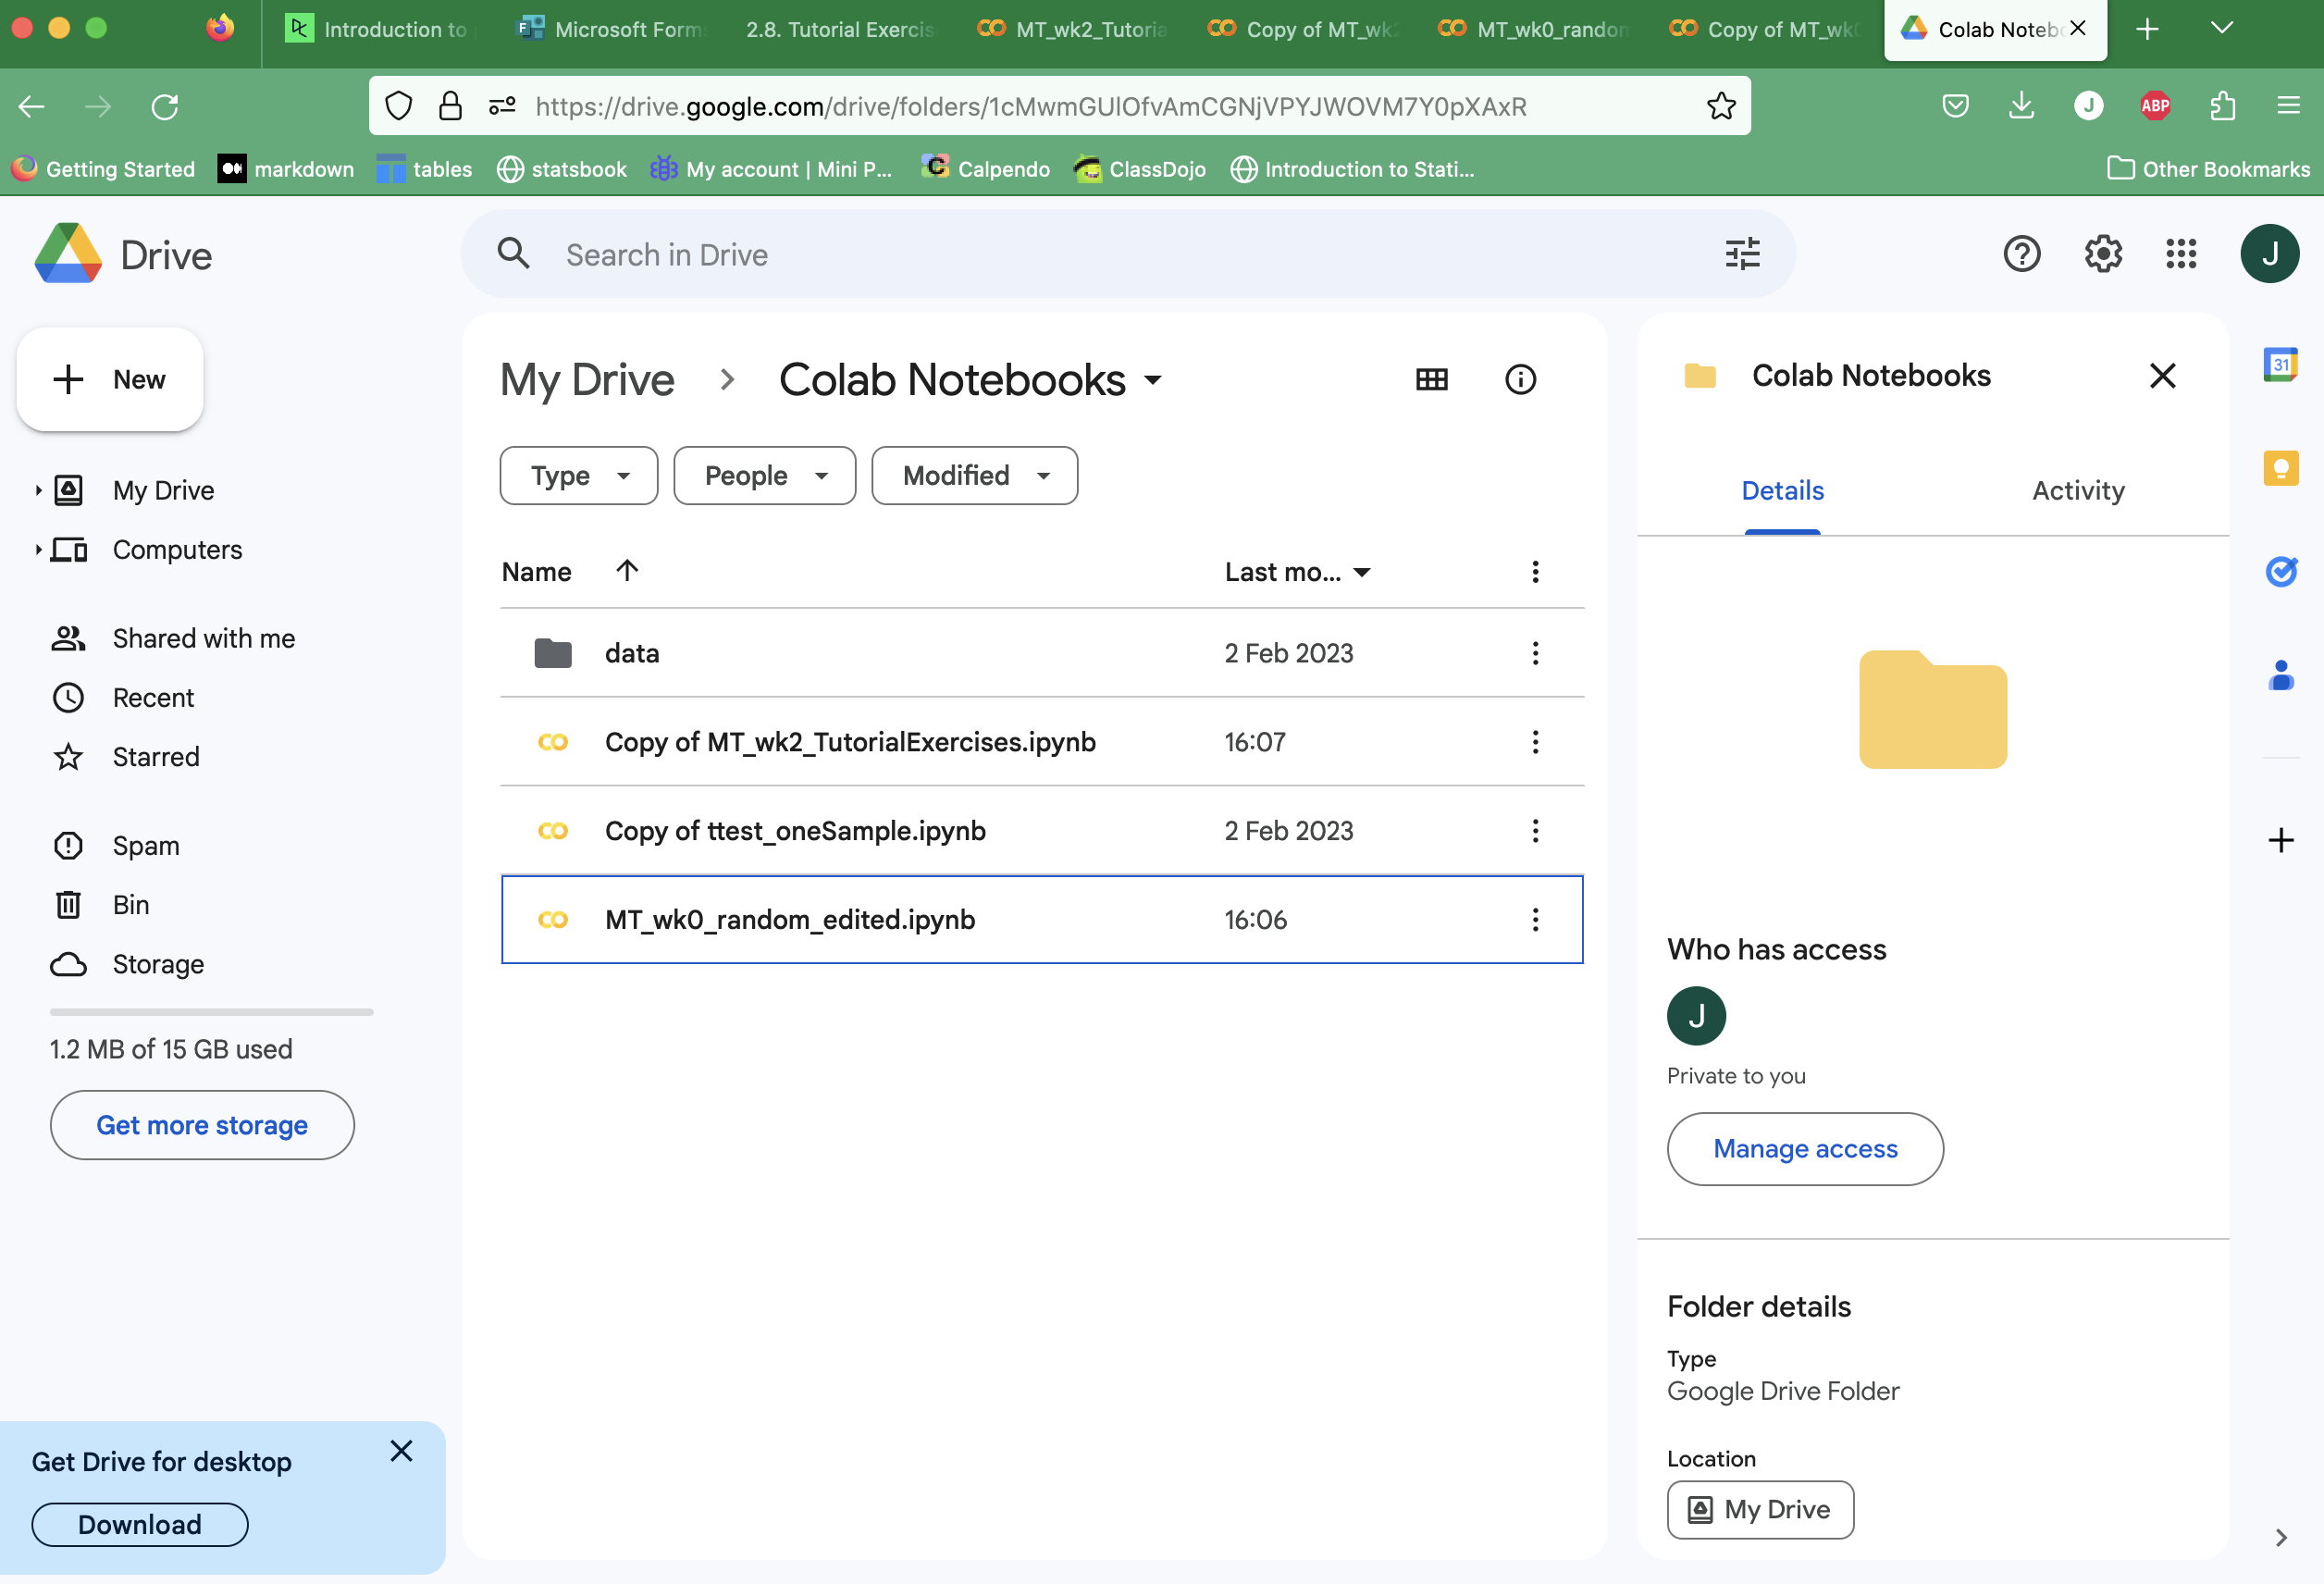 Introduction to
Microsoft Forms
2.8. Tutorial Exercis
MT_wk2_Tutoria
Copy of MT_wk2
MT_wk0_random
Copy of MT_wk0
Colab Notebo
https://drive.google.com/drive/folders/1cMwmGUlOfvAmCGNjVPYJWOVM7Y0pXAxR
J
ABP
Getting Started
markdown
tables
statsbook
My account | Mini P...
Calpendo
ClassDojo
Introduction to Stati...
Other Bookmarks
Drive
Search in Drive
J
New
My Drive
Computers
Shared with me
Recent
Starred
Spam
Bin
Storage
1.2 MB of 15 GB used
Get more storage
Get Drive for desktop
Download
My Drive
Colab Notebooks
Type
People
Modified
Name
Last mo...
data
2 Feb 2023
Copy of MT_wk2_TutorialExercises.ipynb
16:07
Copy of ttest_oneSample.ipynb
2 Feb 2023
MT_wk0_random_edited.ipynb
16:06
Colab Notebooks
Details
Activity
Who has access
J
Private to you
Manage access
Folder details
Type
Google Drive Folder
Location
My Drive
31